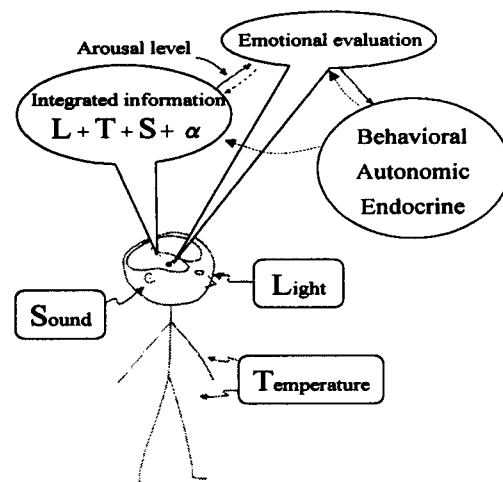 Arousal level
Emotional evaluation
Integrated information
L + T + S + α
Behavioral
Autonomic
Endocrine
Light
Sound
Temperature